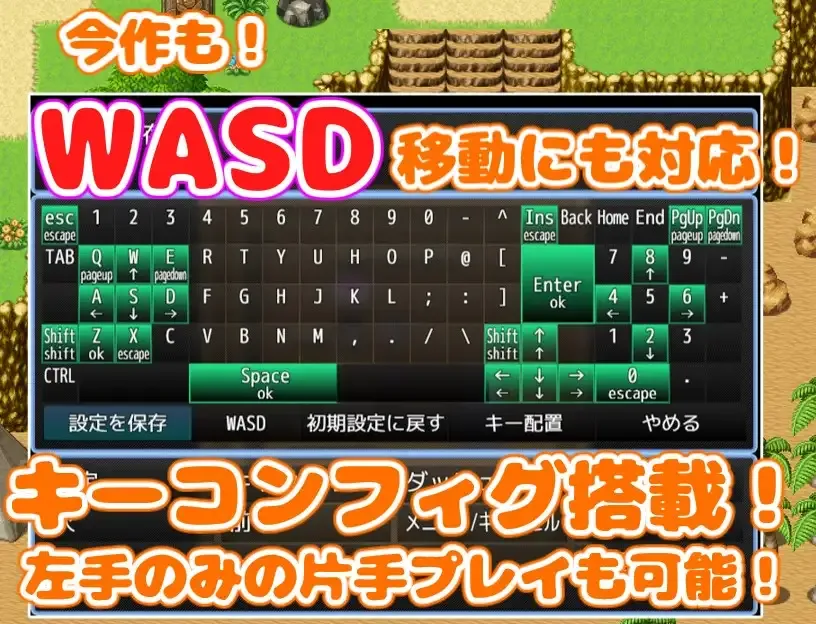 今作も！
WASD 移動にも対応！
esc 1 2 3 4 5 6 7 8 9 0 - ^ Ins Back Home End PgUp PgDn
escape escape pageup pagedown
TAB Q W E R T Y U H O P @ [ Enter 7 8 9 -
pageup ↑ pagedown ok ↑
A S D F G H J K L ; : ] 4 5 6 +
← ↓ → ← →
Shift Z X C V B N M , . / \ Shift ↑ 1 2 3
shift ok escape shift ↑ ↓
CTRL Space ← ↓ → 0 .
ok ← ↓ → escape
設定を保存 WASD 初期設定に戻す キー配置 やめる
キーコンフィグ搭載！
左手のみの片手プレイも可能！